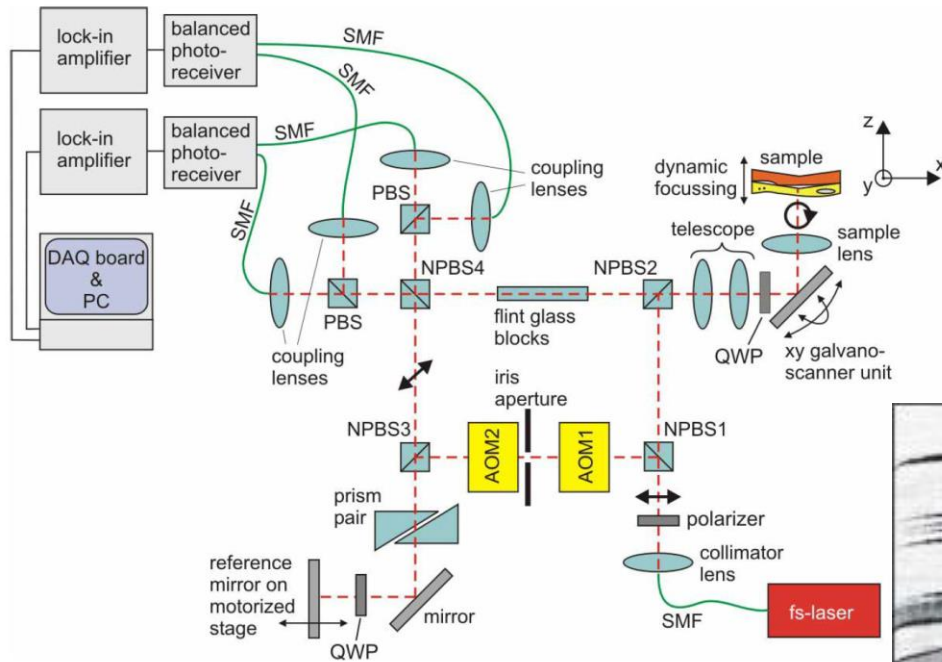 lock-in
amplifier
balanced
photo-
receiver
SMF
SMF
lock-in
amplifier
balanced
photo-
receiver
SMF
SMF
coupling
lenses
PBS
DAQ board
&
PC
PBS
coupling
lenses
NPBS4
flint glass
blocks
NPBS2
telescope
dynamic
focussing
sample
z
x
y
sample
lens
QWP
xy galvano-
scanner unit
iris
aperture
NPBS3
AOM2
AOM1
NPBS1
prism
pair
polarizer
reference
mirror on
motorized
stage
QWP
mirror
collimator
lens
SMF
fs-laser